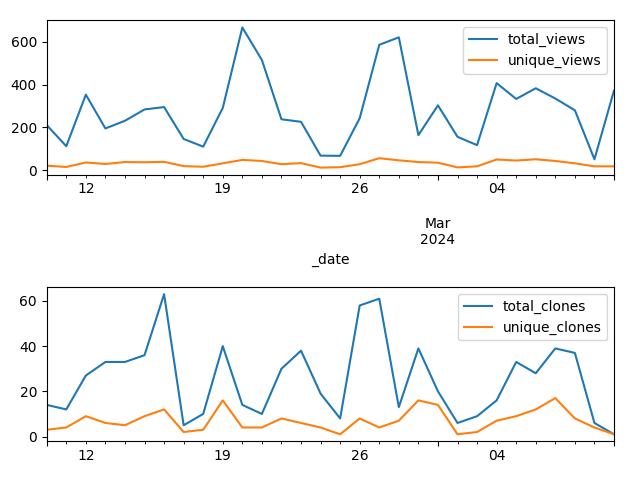 600
400
200
0
total_views
unique_views
12 19 26 04
Mar
2024
_date
60
40
20
0
total_clones
unique_clones
12 19 26 04